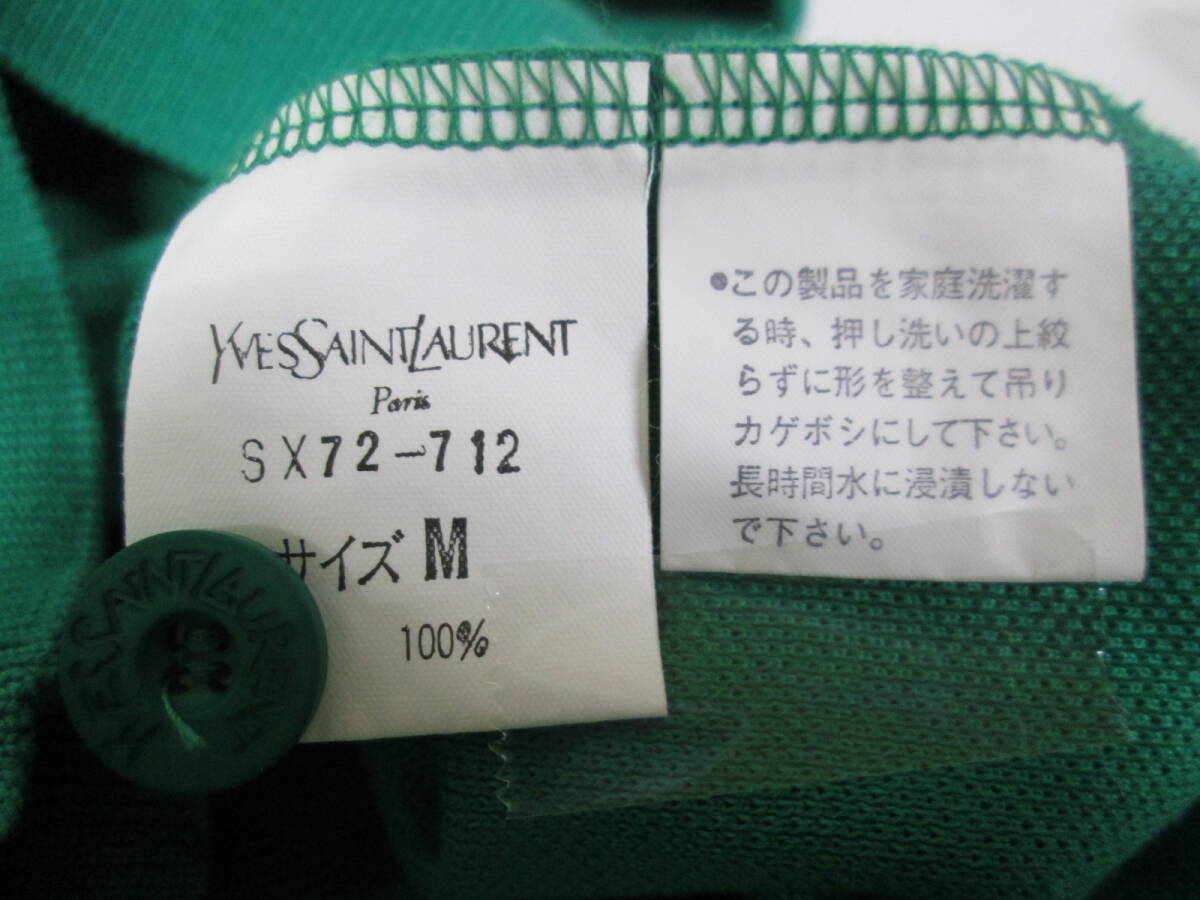 YVESSAINTLAURENT
Paris
SX72-712
サイズ M
100%
YVESSAINTLAURENT
●この製品を家庭洗濯す
る時、押し洗いの上絞
らずに形を整えて吊り
カゲボシにして下さい。
長時間水に浸漬しない
で下さい。